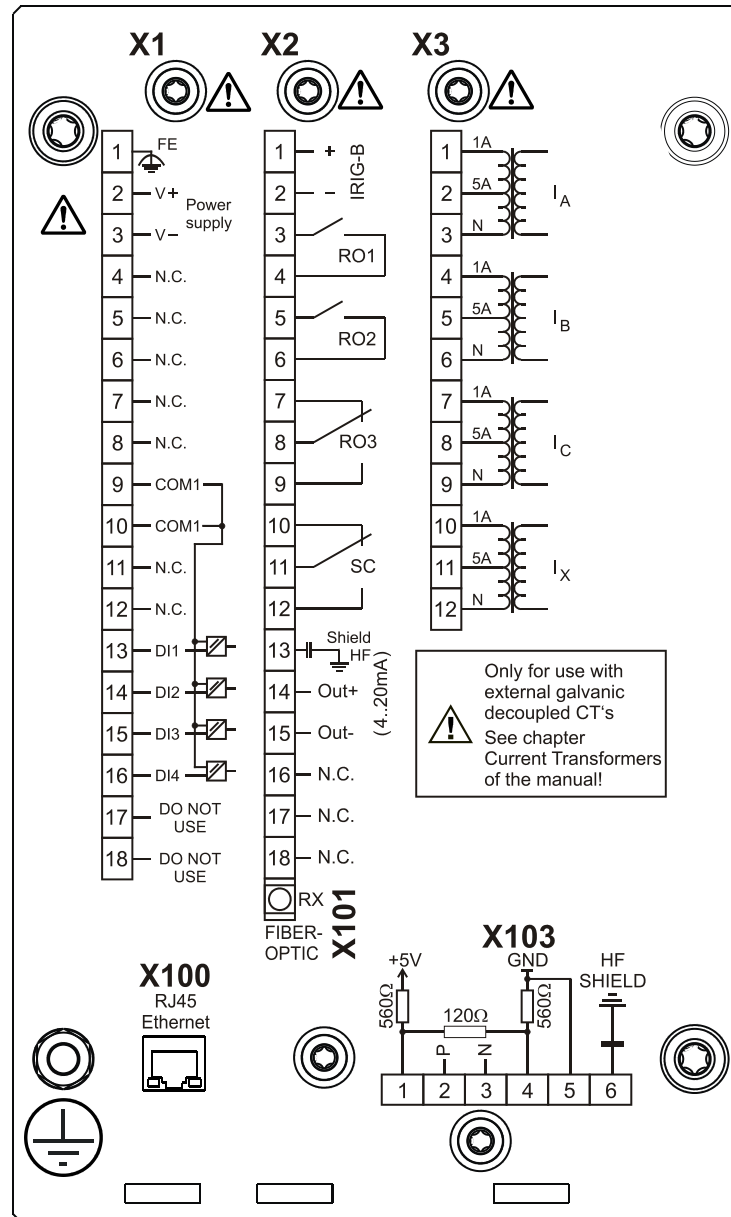 X1 X2 X3
1 FE
2 V+
Power
supply
3 V–
4 N.C.
5 N.C.
6 N.C.
7 N.C.
8 N.C.
9 COM1
10 COM1
11 N.C.
12 N.C.
13 DI1
14 DI2
15 DI3
16 DI4
17 DO NOT
USE
18 DO NOT
USE
1 +
2 –
IRIG-B
3
RO1
4
5
RO2
6
7
8 RO3
9
10
11 SC
12
13 Shield
HF
14 Out+
15 Out-
(4..20mA)
16 N.C.
17 N.C.
18 N.C.
RX
FIBER-
OPTIC
X101
1 1A
2 5A IA
3 N
4 1A
5 5A IB
6 N
7 1A
8 5A IC
9 N
10 1A
11 5A IX
12 N
Only for use with
external galvanic
decoupled CT‘s
See chapter
Current Transformers
of the manual!
X100
RJ45
Ethernet
X103
+5V GND HF
SHIELD
560Ω 120Ω 560Ω
P N
1 2 3 4 5 6